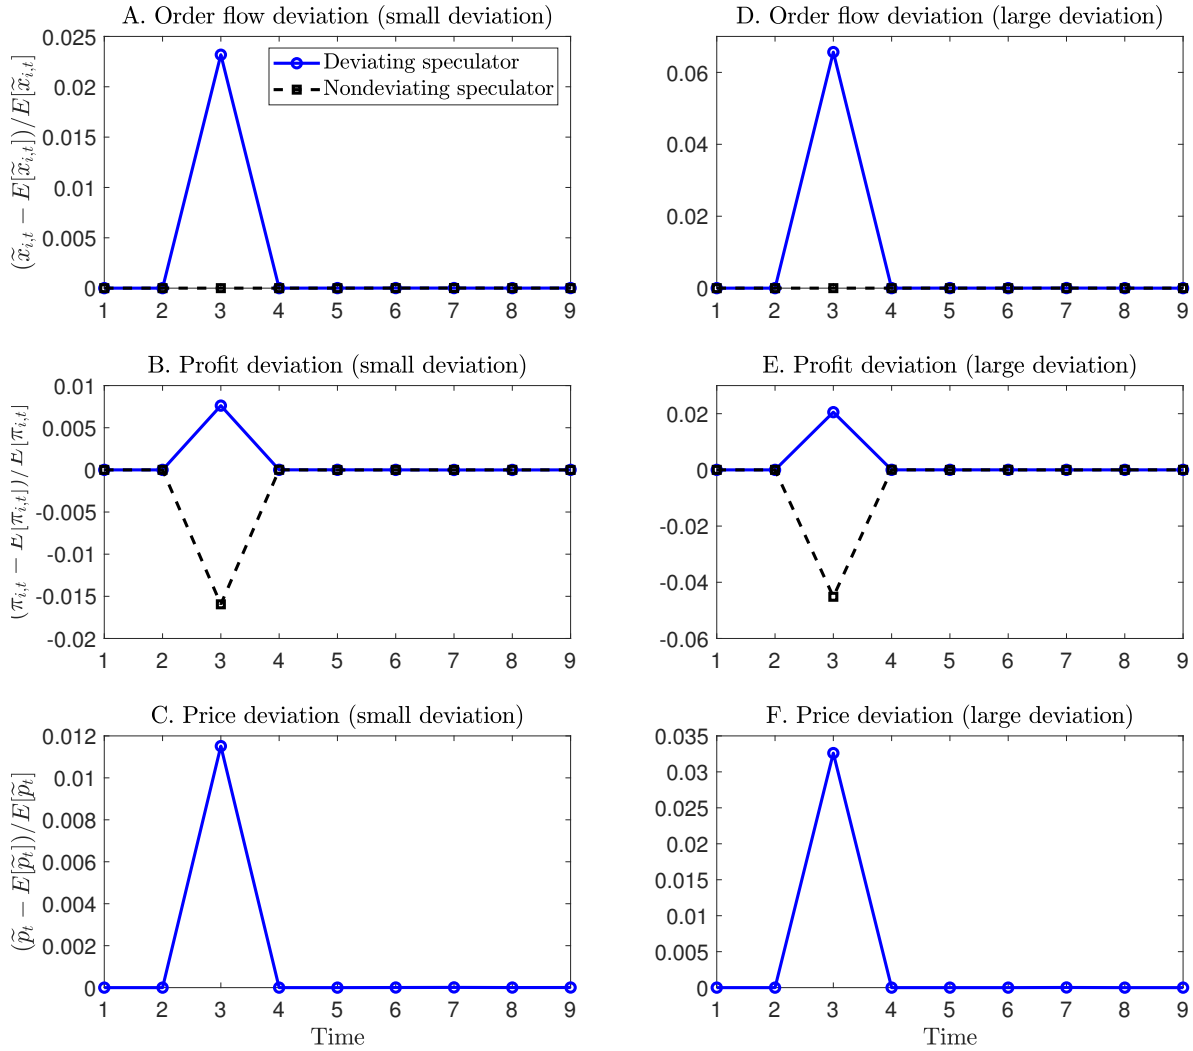 A. Order flow deviation (small deviation)
(x̃_{i,t} − E[x̃_{i,t}])/E[x̃_{i,t}]
0.025
0.02
0.015
0.01
0.005
0
Deviating speculator
Nondeviating speculator
1 2 3 4 5 6 7 8 9
D. Order flow deviation (large deviation)
0.06
0.04
0.02
0
1 2 3 4 5 6 7 8 9
B. Profit deviation (small deviation)
(π_{i,t} − E[π_{i,t}])/E[π_{i,t}]
0.01
0.005
0
-0.005
-0.01
-0.015
-0.02
1 2 3 4 5 6 7 8 9
E. Profit deviation (large deviation)
0.02
0
-0.02
-0.04
-0.06
1 2 3 4 5 6 7 8 9
C. Price deviation (small deviation)
(p̃_t − E[p̃_t])/E[p̃_t]
0.012
0.01
0.008
0.006
0.004
0.002
0
1 2 3 4 5 6 7 8 9
Time
F. Price deviation (large deviation)
0.035
0.03
0.025
0.02
0.015
0.01
0.005
0
1 2 3 4 5 6 7 8 9
Time